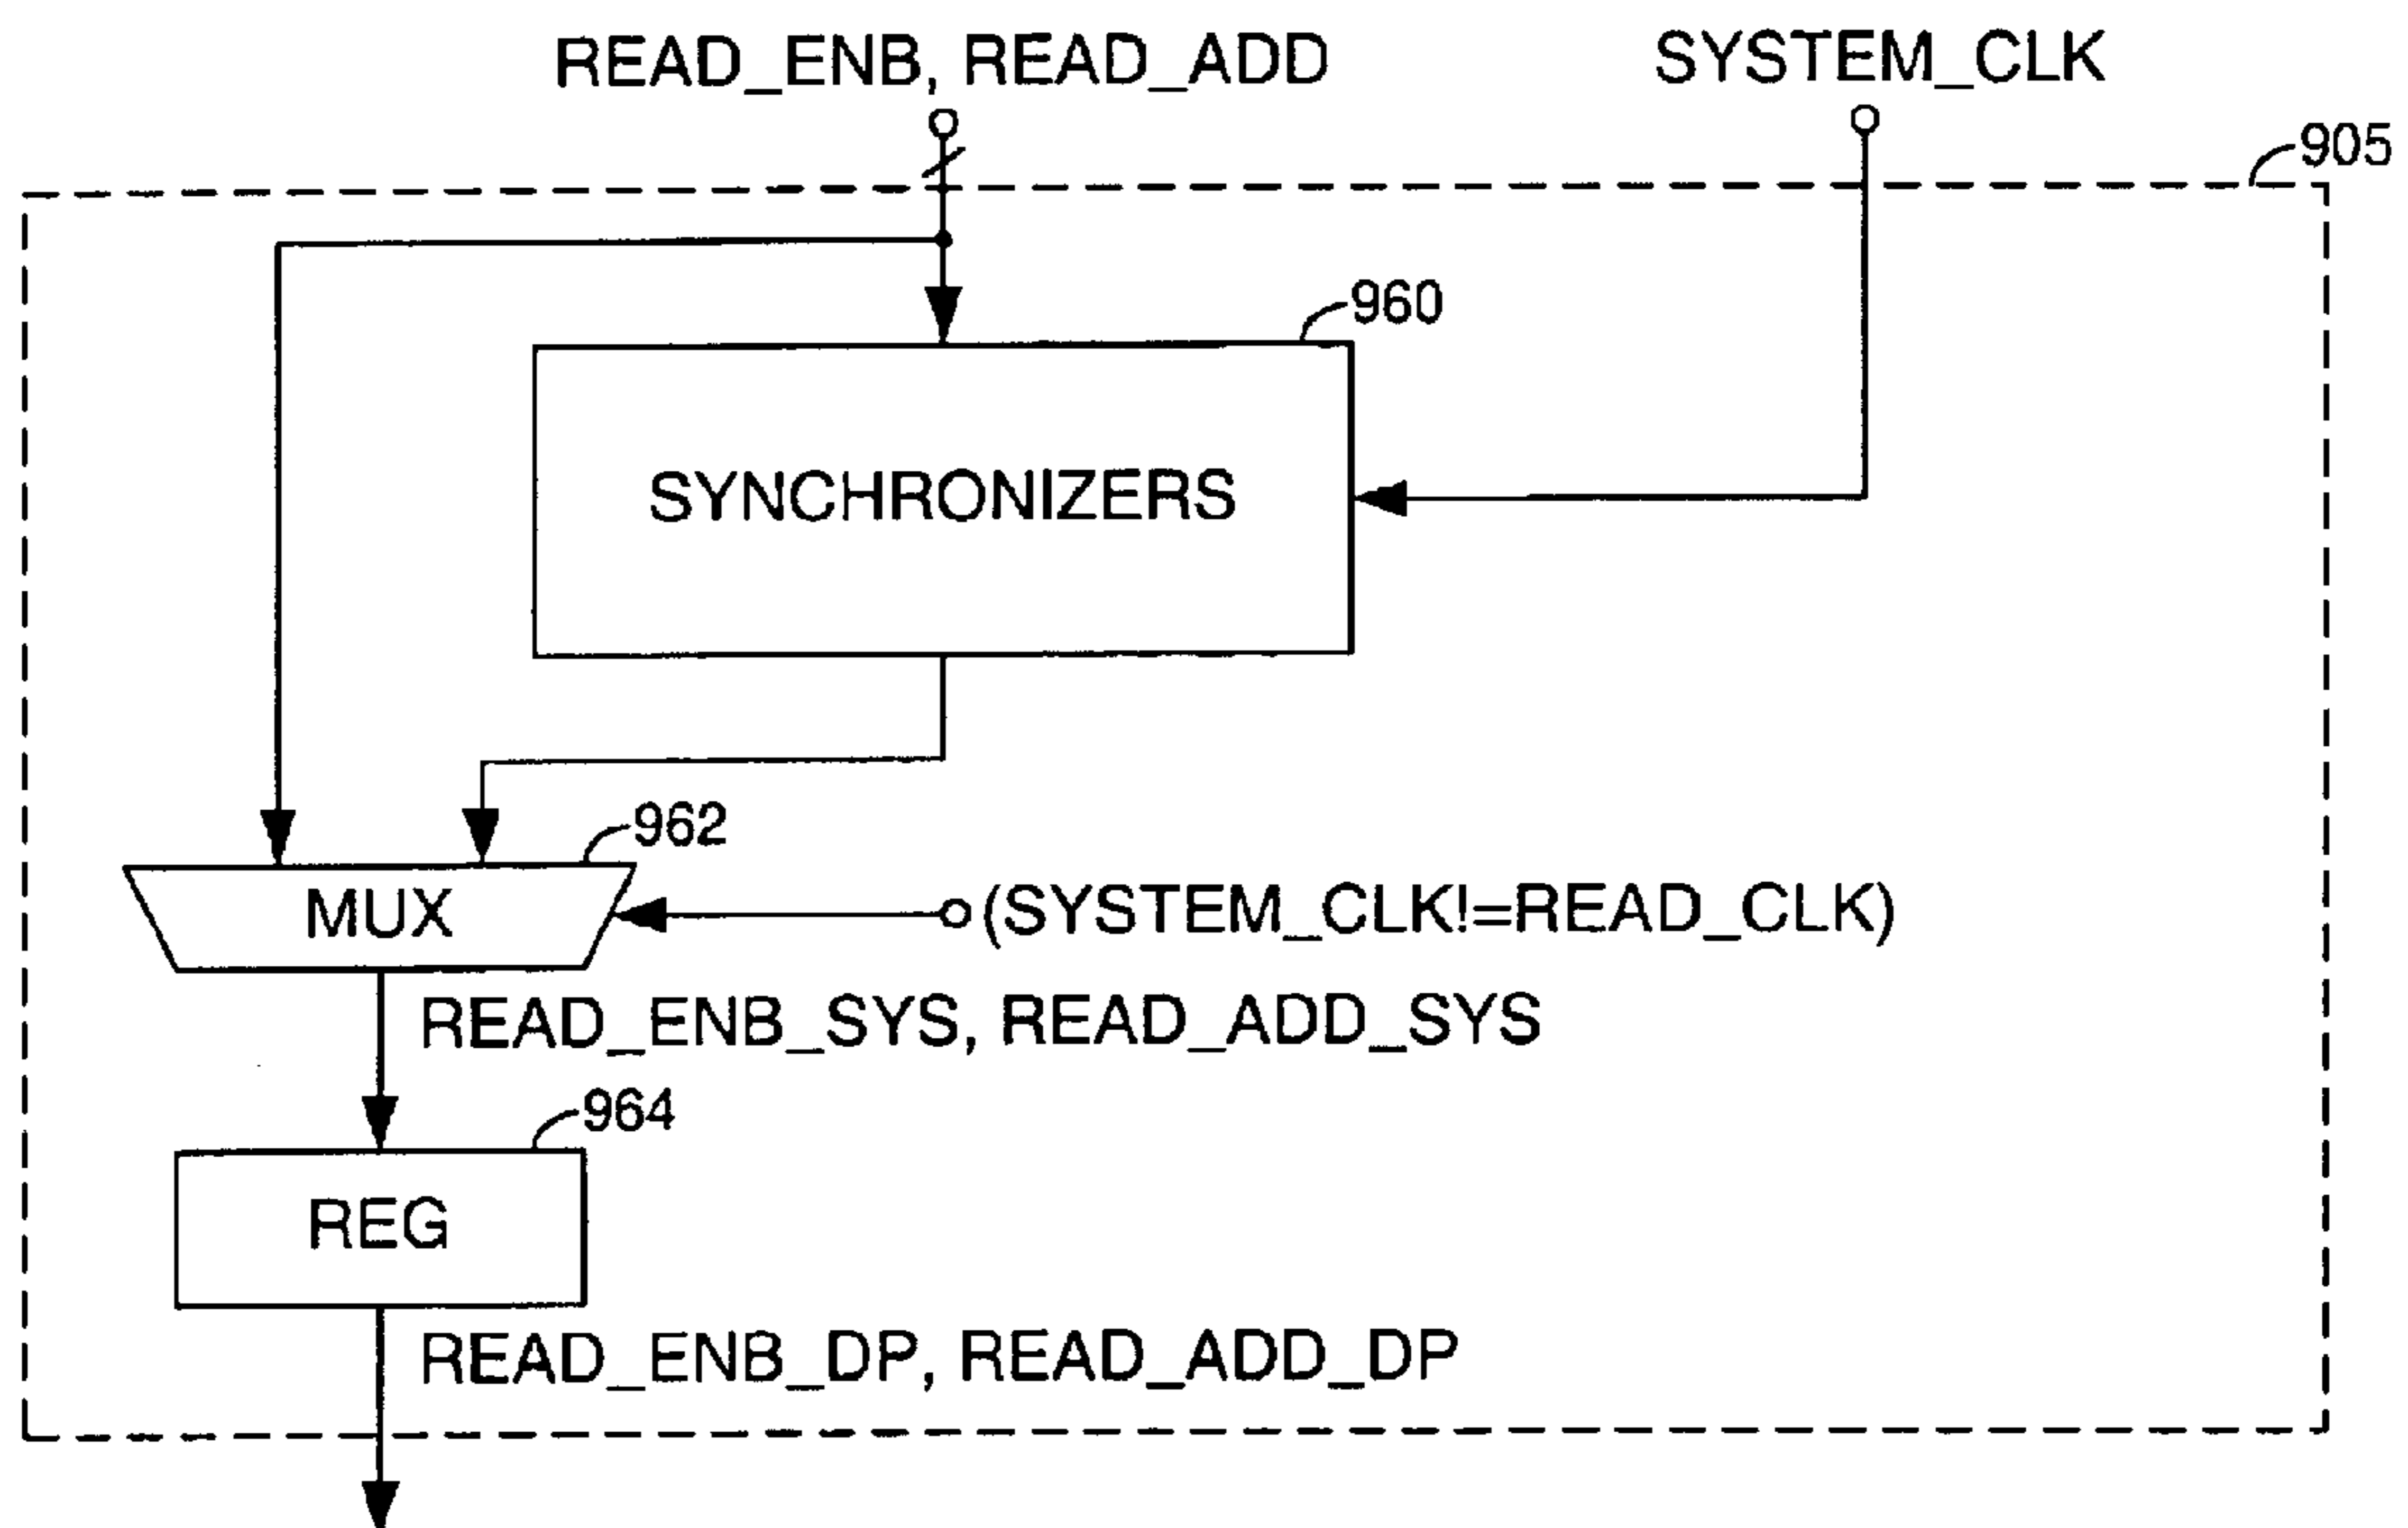 READ_ENB, READ_ADD
SYSTEM_CLK
905
960
SYNCHRONIZERS
962
MUX
(SYSTEM_CLK!=READ_CLK)
READ_ENB_SYS, READ_ADD_SYS
964
REG
READ_ENB_DP, READ_ADD_DP